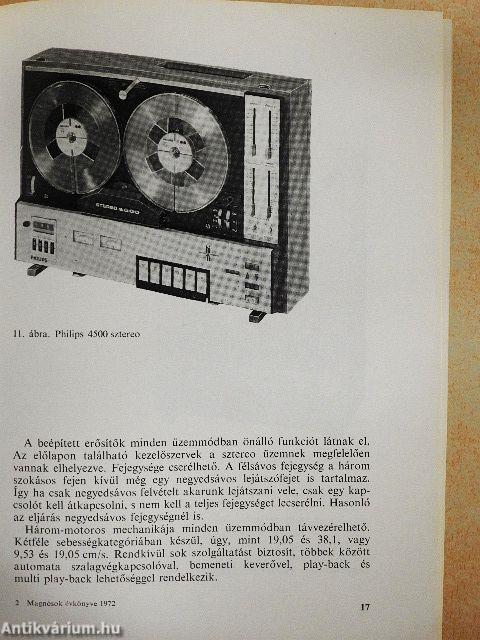 STEREO 4500
PHILIPS
11. ábra. Philips 4500 sztereo
A beépített erősítők minden üzemmódban önálló funkciót látnak el.
Az előlapon található kezelőszervek a sztereo üzemnek megfelelően
vannak elhelyezve. Fejegysége cserélhető. A félsávos fejegység a három
szokásos fejen kívül még egy negyedsávos lejátszófejet is tartalmaz.
Így ha csak negyedsávos felvételt akarunk lejátszani vele, csak egy kap-
csolót kell átkapcsolni, s nem kell a teljes fejegységet lecserélni. Hasonló
az eljárás negyedsávos fejegységnél is.
Három-motoros mechanikája minden üzemmódban távvezérelhető.
Kétféle sebességkategóriában készül, úgy, mint 19,05 és 38,1, vagy
9,53 és 19,05 cm/s. Rendkívül sok szolgáltatást biztosít, többek között
automata szalagvégkapcsolóval, bemeneti keverővel, play-back és
multi play-back lehetőséggel rendelkezik.
2 Magnósok évkönyve 1972
17
Antikvárium.hu